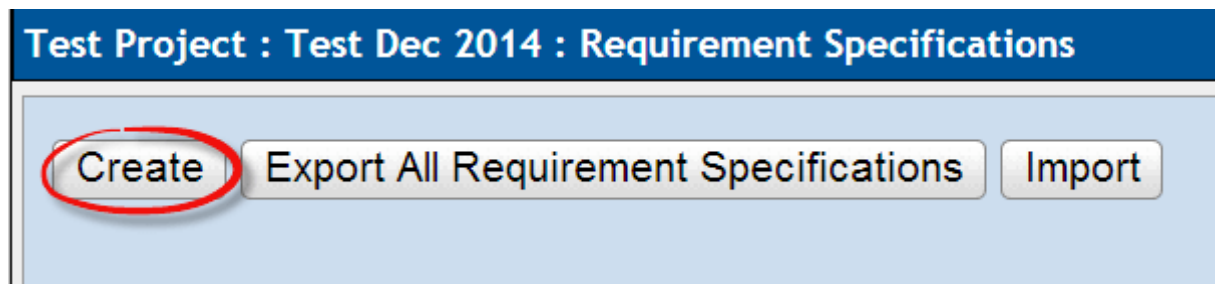 Test Project : Test Dec 2014 : Requirement Specifications
Create Export All Requirement Specifications Import